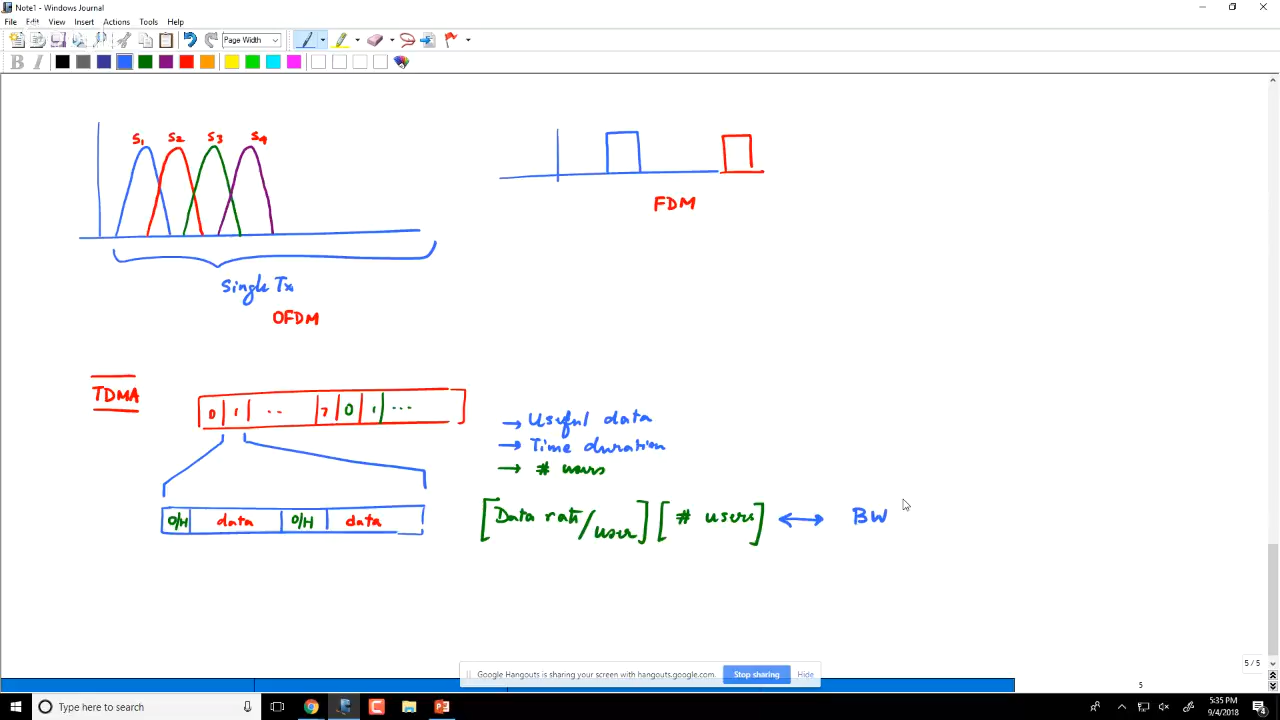 Note1 - Windows Journal
File Edit View Insert Actions Tools Help
Page Width
B I
S1 S2 S3 S4
FDM
Single Tx
OFDM
TDMA
0 1 .. 7 0 1 ...
→ Useful data
→ Time duration
→ # users
O/H data O/H data
[Data rate/user] [# users] ↔ BW
5 / 5
Google Hangouts is sharing your screen with hangouts.google.com.
Stop sharing
Hide
5
Type here to search
5:35 PM
9/4/2018
4